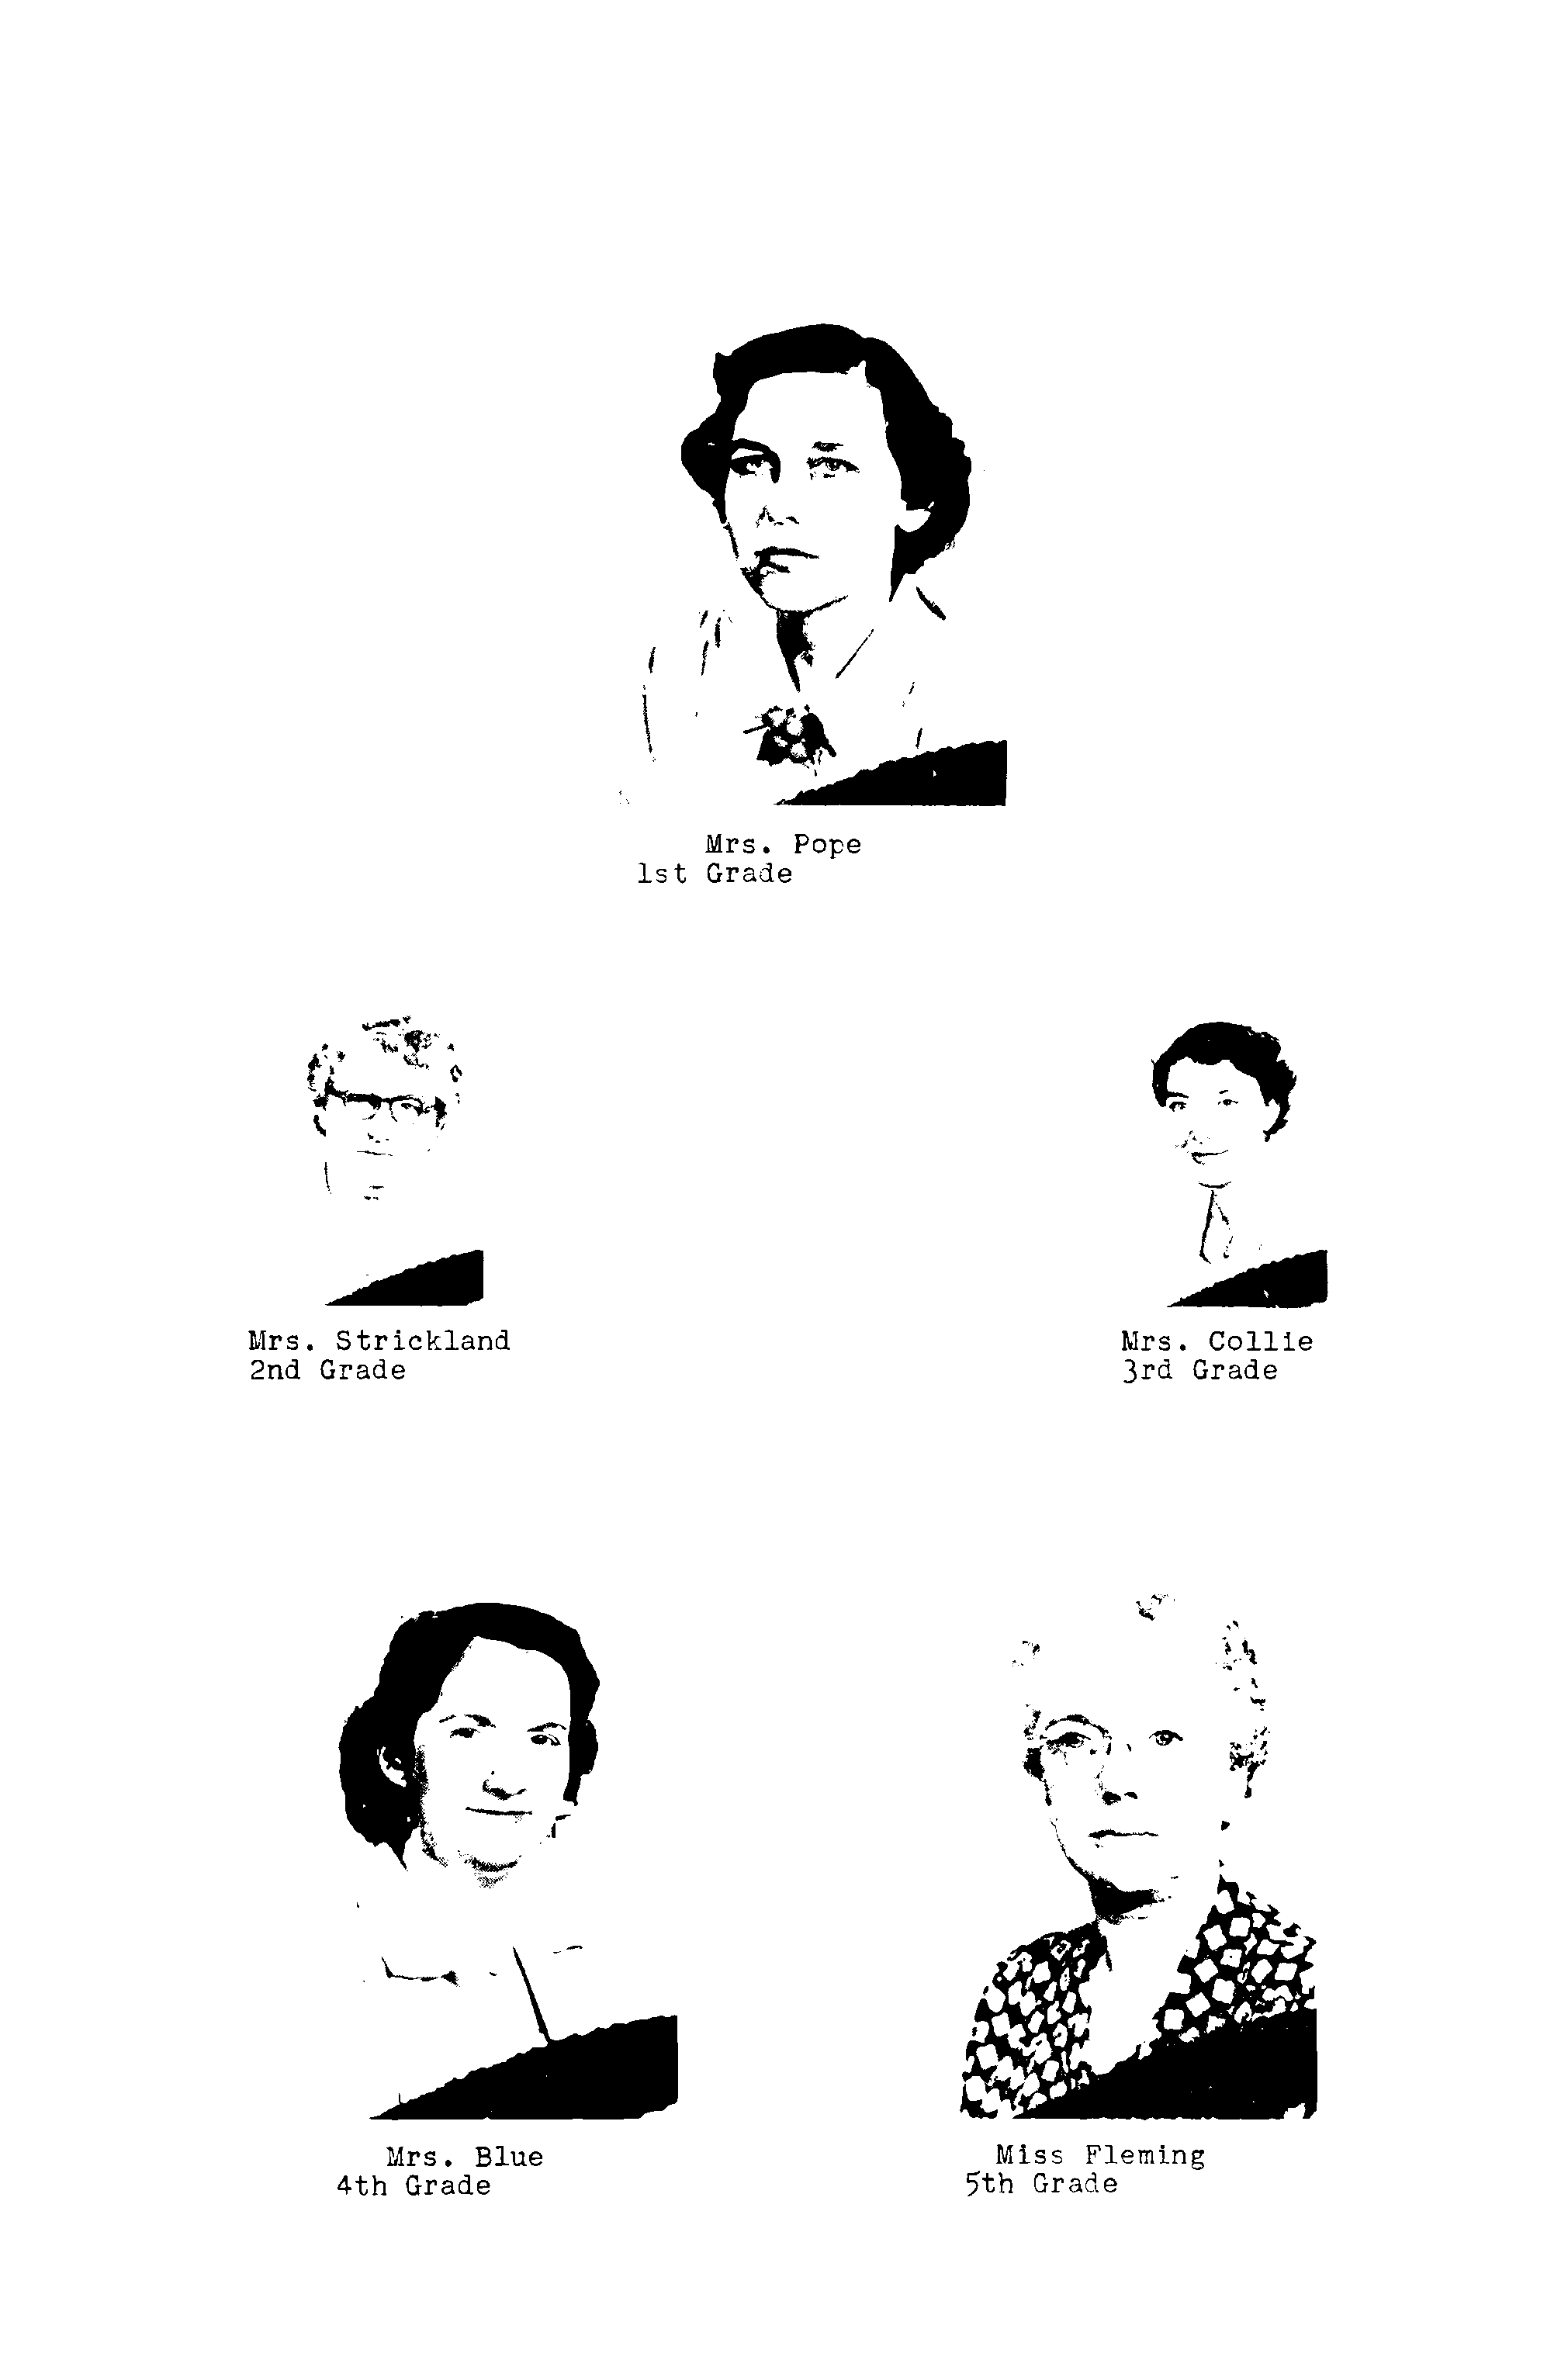 Mrs. Pope
1st Grade
Mrs. Strickland
2nd Grade
Mrs. Collie
3rd Grade
Mrs. Blue
4th Grade
Miss Fleming
5th Grade